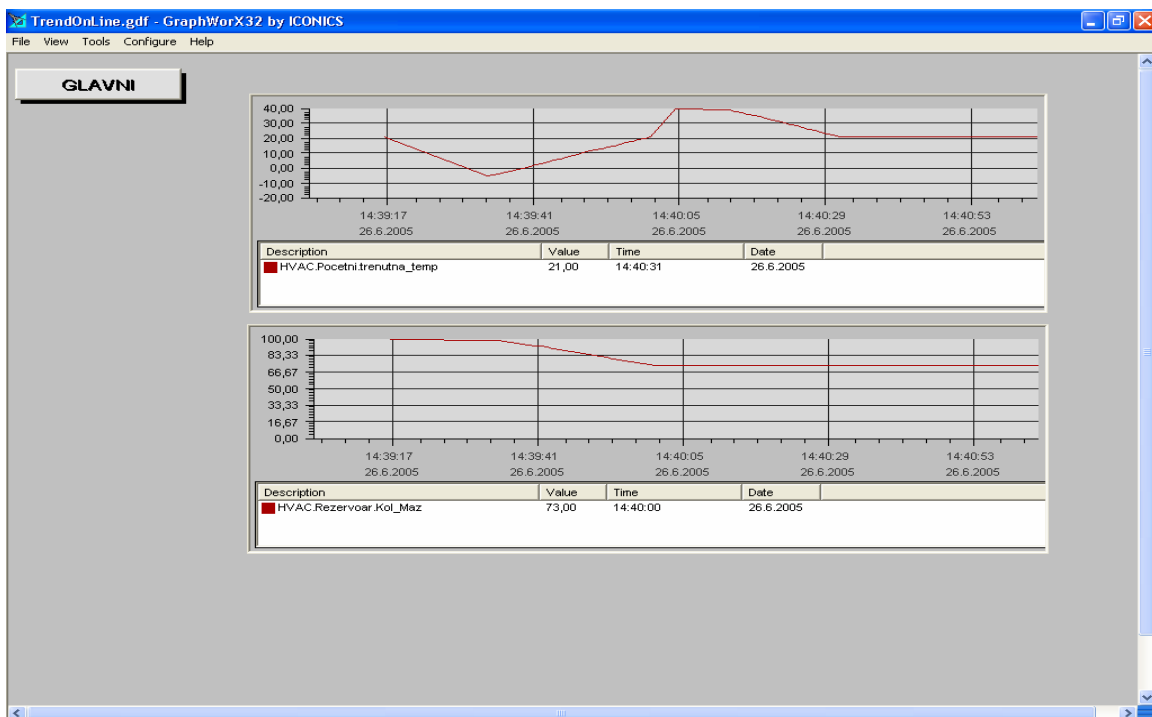 TrendOnLine.gdf - GraphWorX32 by ICONICS
File View Tools Configure Help
GLAVNI
40,00
30,00
20,00
10,00
0,00
-10,00
-20,00
14:39:17 14:39:41 14:40:05 14:40:29 14:40:53
26.6.2005 26.6.2005 26.6.2005 26.6.2005 26.6.2005
Description Value Time Date
HVAC.Pocetni.trenutna_temp 21,00 14:40:31 26.6.2005
100,00
83,33
66,67
50,00
33,33
16,67
0,00
14:39:17 14:39:41 14:40:05 14:40:29 14:40:53
26.6.2005 26.6.2005 26.6.2005 26.6.2005 26.6.2005
Description Value Time Date
HVAC.Rezervoar.Kol_Maz 73,00 14:40:00 26.6.2005